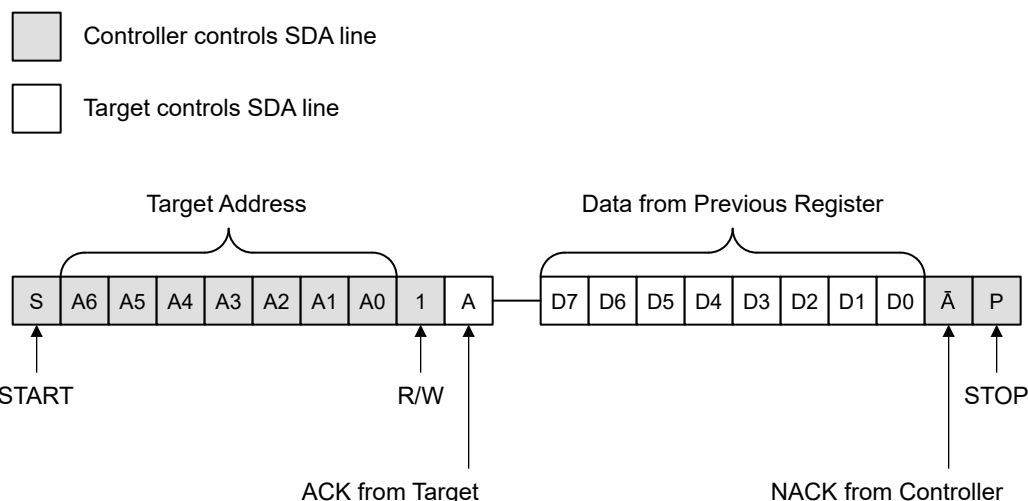 Controller controls SDA line
Target controls SDA line
Target Address Data from Previous Register
S A6 A5 A4 A3 A2 A1 A0 1 A D7 D6 D5 D4 D3 D2 D1 D0 Ā P
START R/W STOP
ACK from Target NACK from Controller